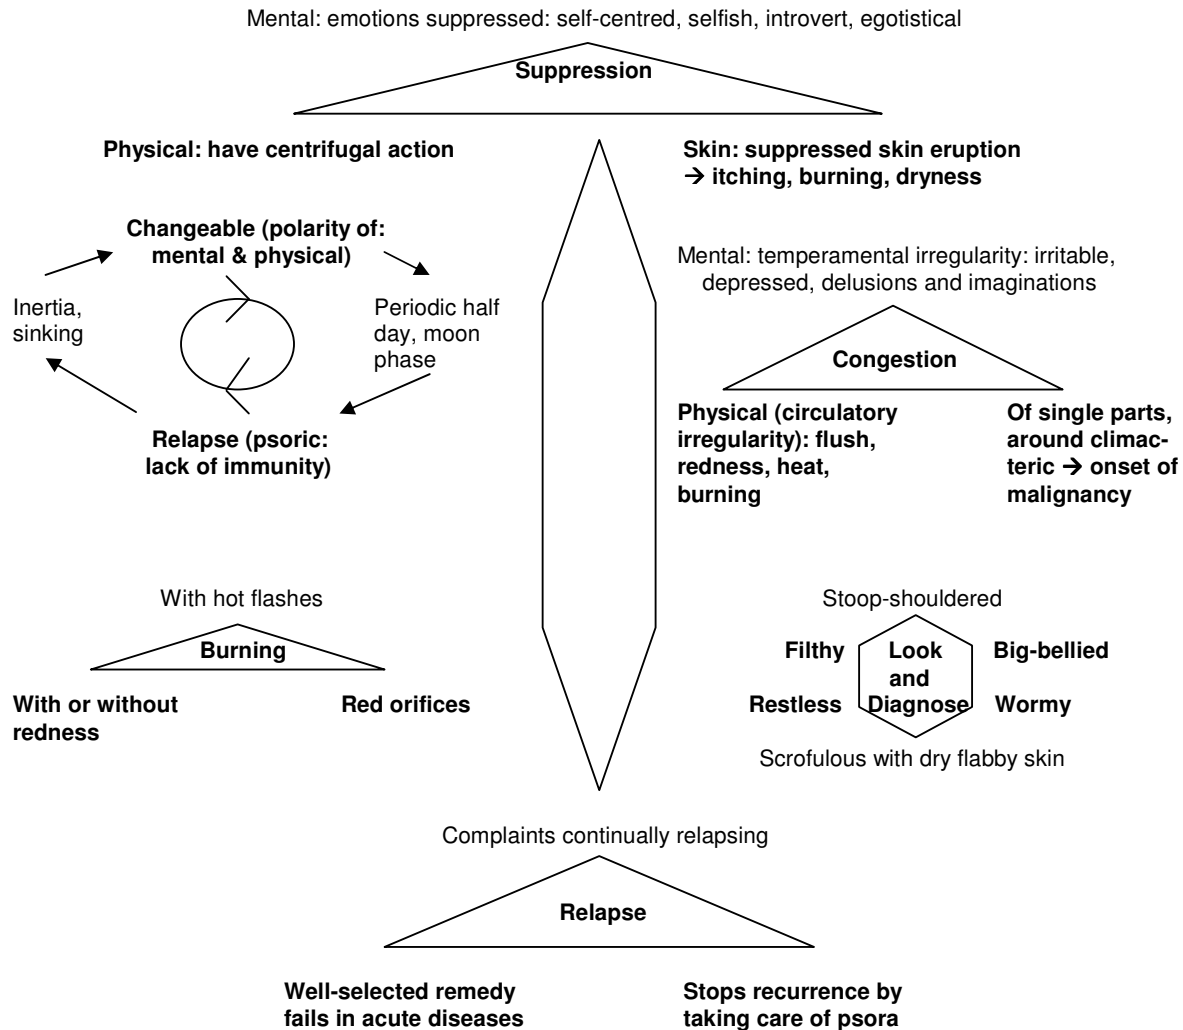 Mental: emotions suppressed: self-centred, selfish, introvert, egotistical
Suppression
Physical: have centrifugal action
Skin: suppressed skin eruption
→ itching, burning, dryness
Changeable (polarity of:
mental & physical)
Inertia,
sinking
Periodic half
day, moon
phase
Relapse (psoric:
lack of immunity)
Mental: temperamental irregularity: irritable,
depressed, delusions and imaginations
Congestion
Physical (circulatory
irregularity): flush,
redness, heat,
burning
Of single parts,
around climac-
teric → onset of
malignancy
With hot flashes
Burning
With or without
redness
Red orifices
Stoop-shouldered
Filthy
Look
and
Diagnose
Big-bellied
Restless
Wormy
Scrofulous with dry flabby skin
Complaints continually relapsing
Relapse
Well-selected remedy
fails in acute diseases
Stops recurrence by
taking care of psora